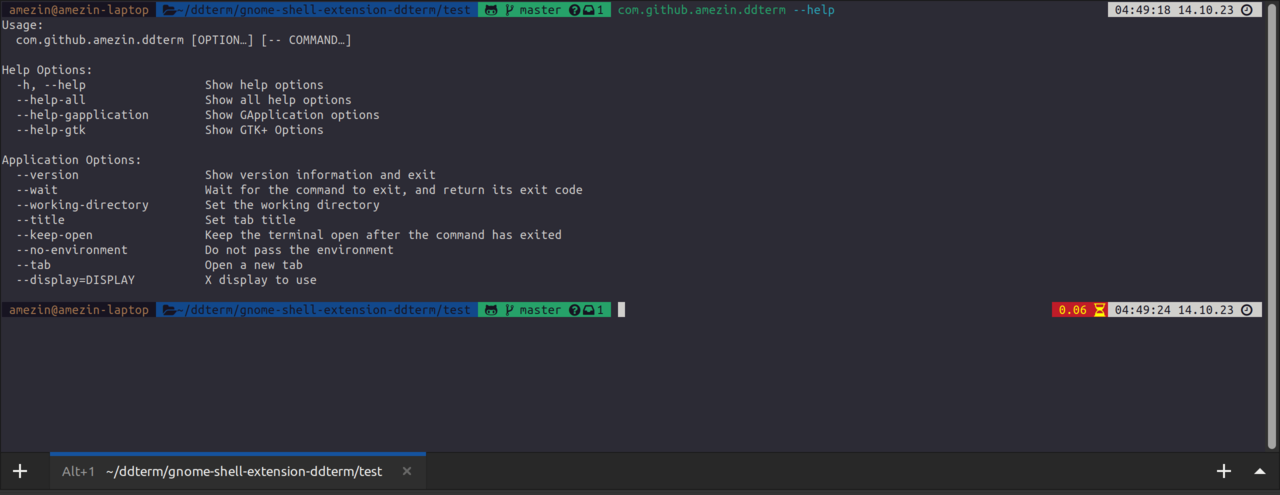 amezin@amezin-laptop ~/ddterm/gnome-shell-extension-ddterm/test master 1 com.github.amezin.ddterm --help 04:49:18 14.10.23
Usage:
com.github.amezin.ddterm [OPTION…] [-- COMMAND…]
Help Options:
-h, --help Show help options
--help-all Show all help options
--help-gapplication Show GApplication options
--help-gtk Show GTK+ Options
Application Options:
--version Show version information and exit
--wait Wait for the command to exit, and return its exit code
--working-directory Set the working directory
--title Set tab title
--keep-open Keep the terminal open after the command has exited
--no-environment Do not pass the environment
--tab Open a new tab
--display=DISPLAY X display to use
amezin@amezin-laptop ~/ddterm/gnome-shell-extension-ddterm/test master 1 0.06 04:49:24 14.10.23
Alt+1 ~/ddterm/gnome-shell-extension-ddterm/test